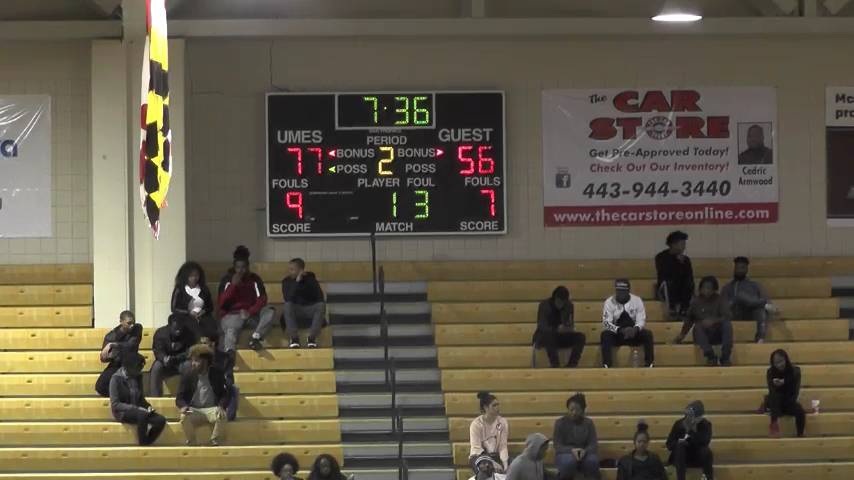 7:36
UMES
GUEST
PERIOD
77 BONUS 2 BONUS 56
POSS POSS
FOULS PLAYER FOUL FOULS
9 13 7
SCORE MATCH SCORE
The CAR
STORE
Get Pre-Approved Today!
Check Out Our Inventory!
443-944-3440
Cedric
Armwood
www.thecarstoreonline.com